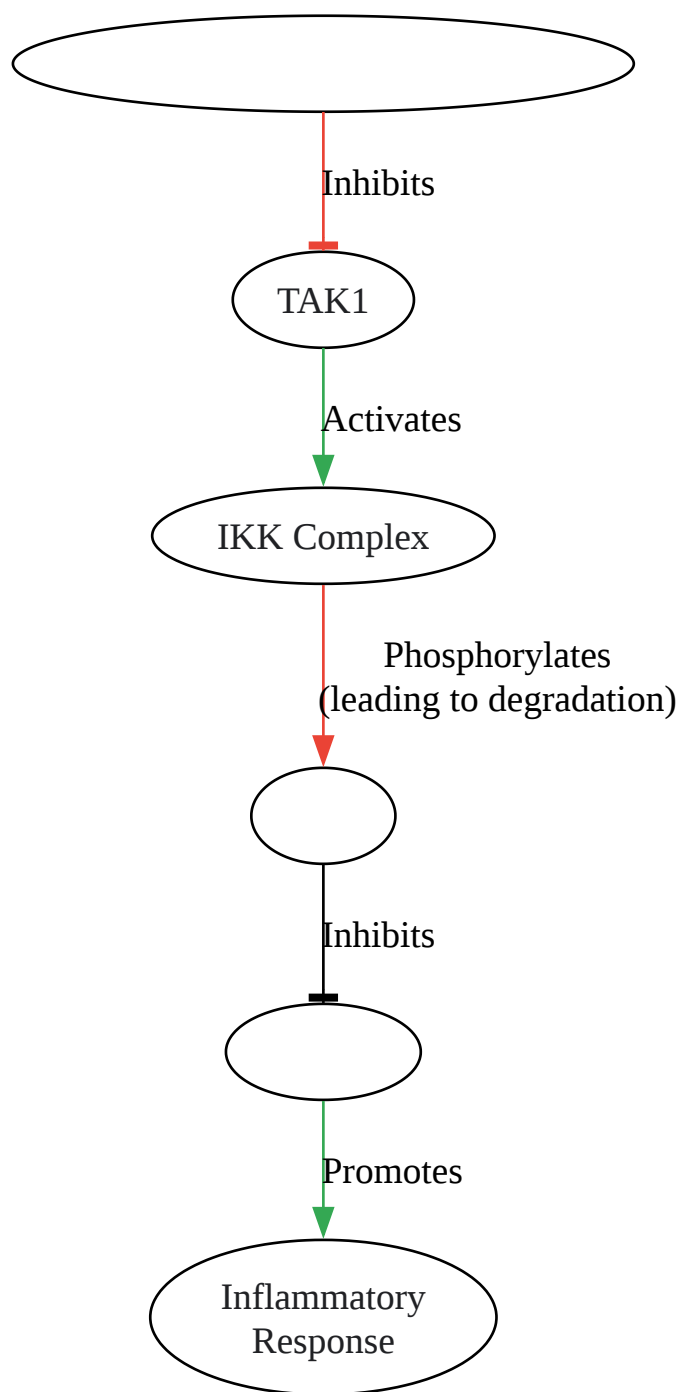 Inhibits
TAK1
Activates
IKK Complex
Phosphorylates
(leading to degradation)
Inhibits
Promotes
Inflammatory
Response